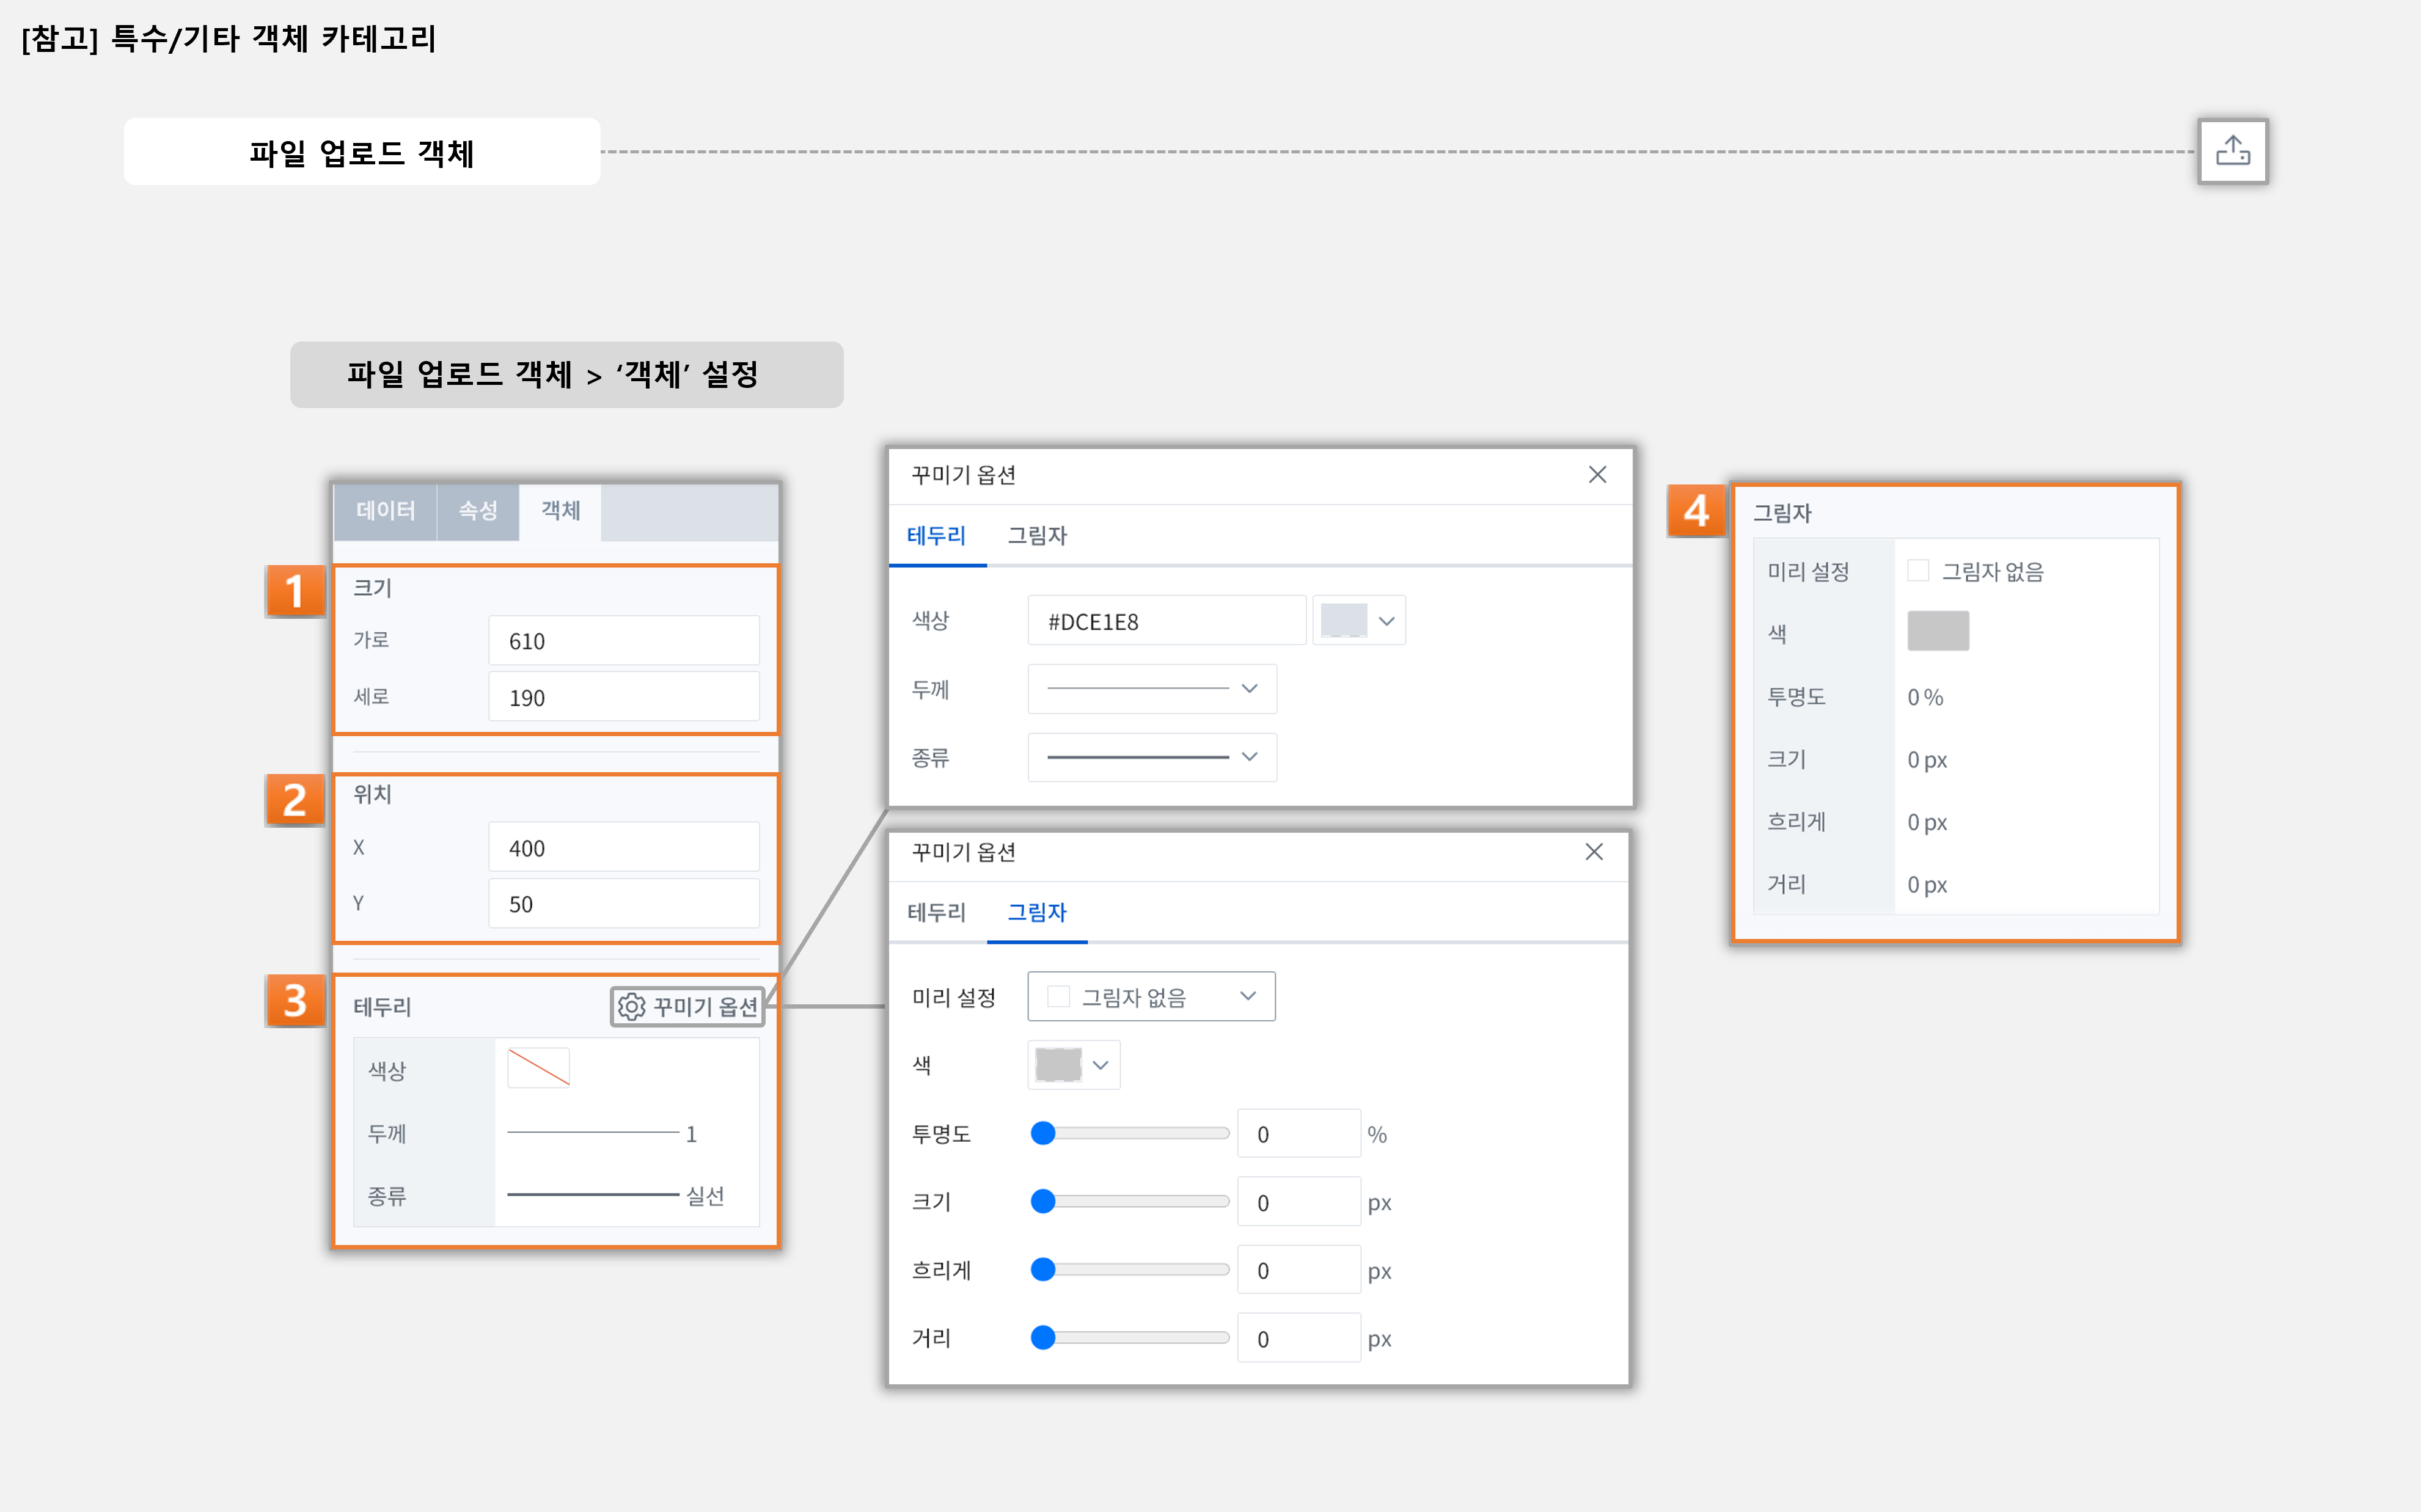 [참고] 특수/기타 객체 카테고리
파일 업로드 객체
파일 업로드 객체 > ‘객체’ 설정
데이터 속성 객체
1
크기
가로 610
세로 190
2
위치
X 400
Y 50
3
테두리 꾸미기 옵션
색상
두께 1
종류 실선
꾸미기 옵션
테두리 그림자
색상 #DCE1E8
두께
종류
꾸미기 옵션
테두리 그림자
미리 설정 그림자 없음
색
투명도 0 %
크기 0 px
흐리게 0 px
거리 0 px
4
그림자
미리 설정 그림자 없음
색
투명도 0 %
크기 0 px
흐리게 0 px
거리 0 px